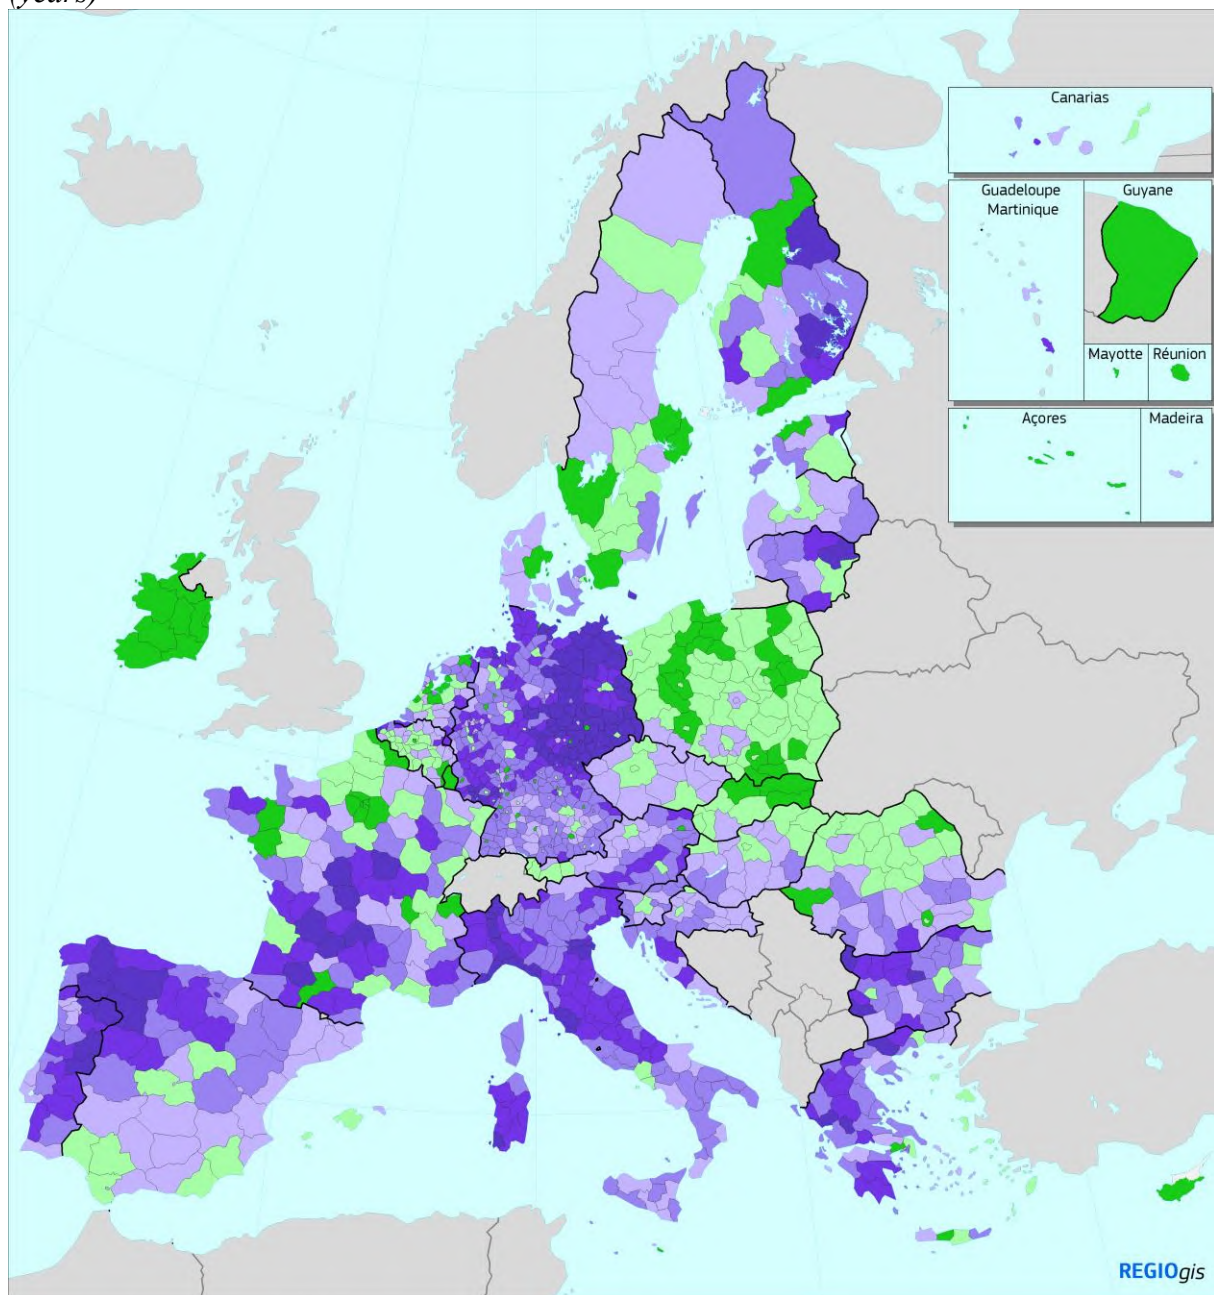 (years)
Canarias
Guadeloupe
Martinique
Guyane
Mayotte
Réunion
Açores
Madeira
REGIOgis